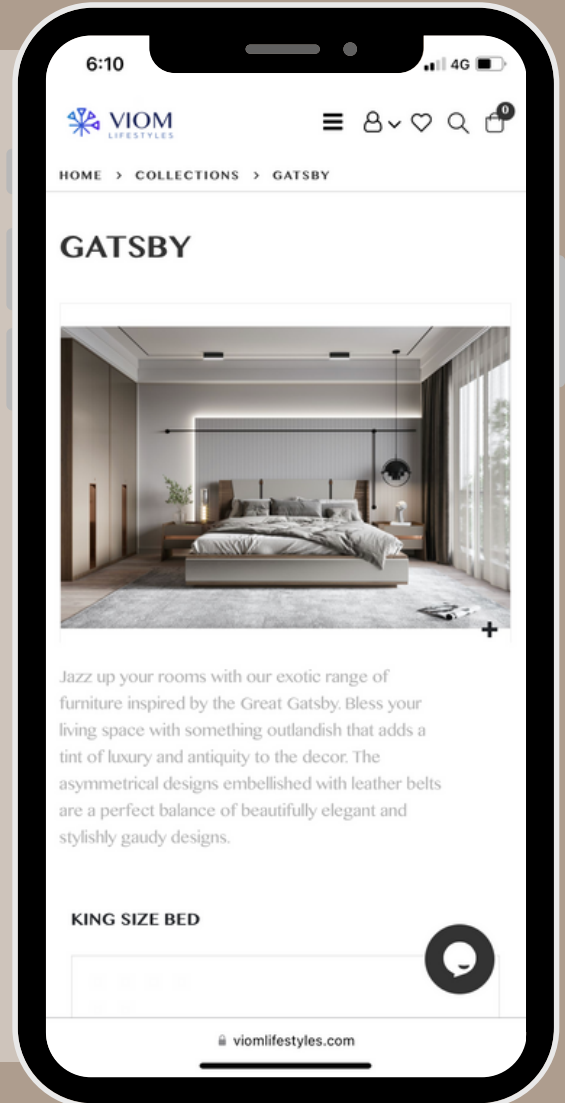 6:10
4G
VIOM
LIFESTYLES
0
HOME > COLLECTIONS > GATSBY
GATSBY
Jazz up your rooms with our exotic range of
furniture inspired by the Great Gatsby. Bless your
living space with something outlandish that adds a
tint of luxury and antiquity to the decor. The
asymmetrical designs embellished with leather belts
are a perfect balance of beautifully elegant and
stylishly gaudy designs.
KING SIZE BED
viomlifestyles.com